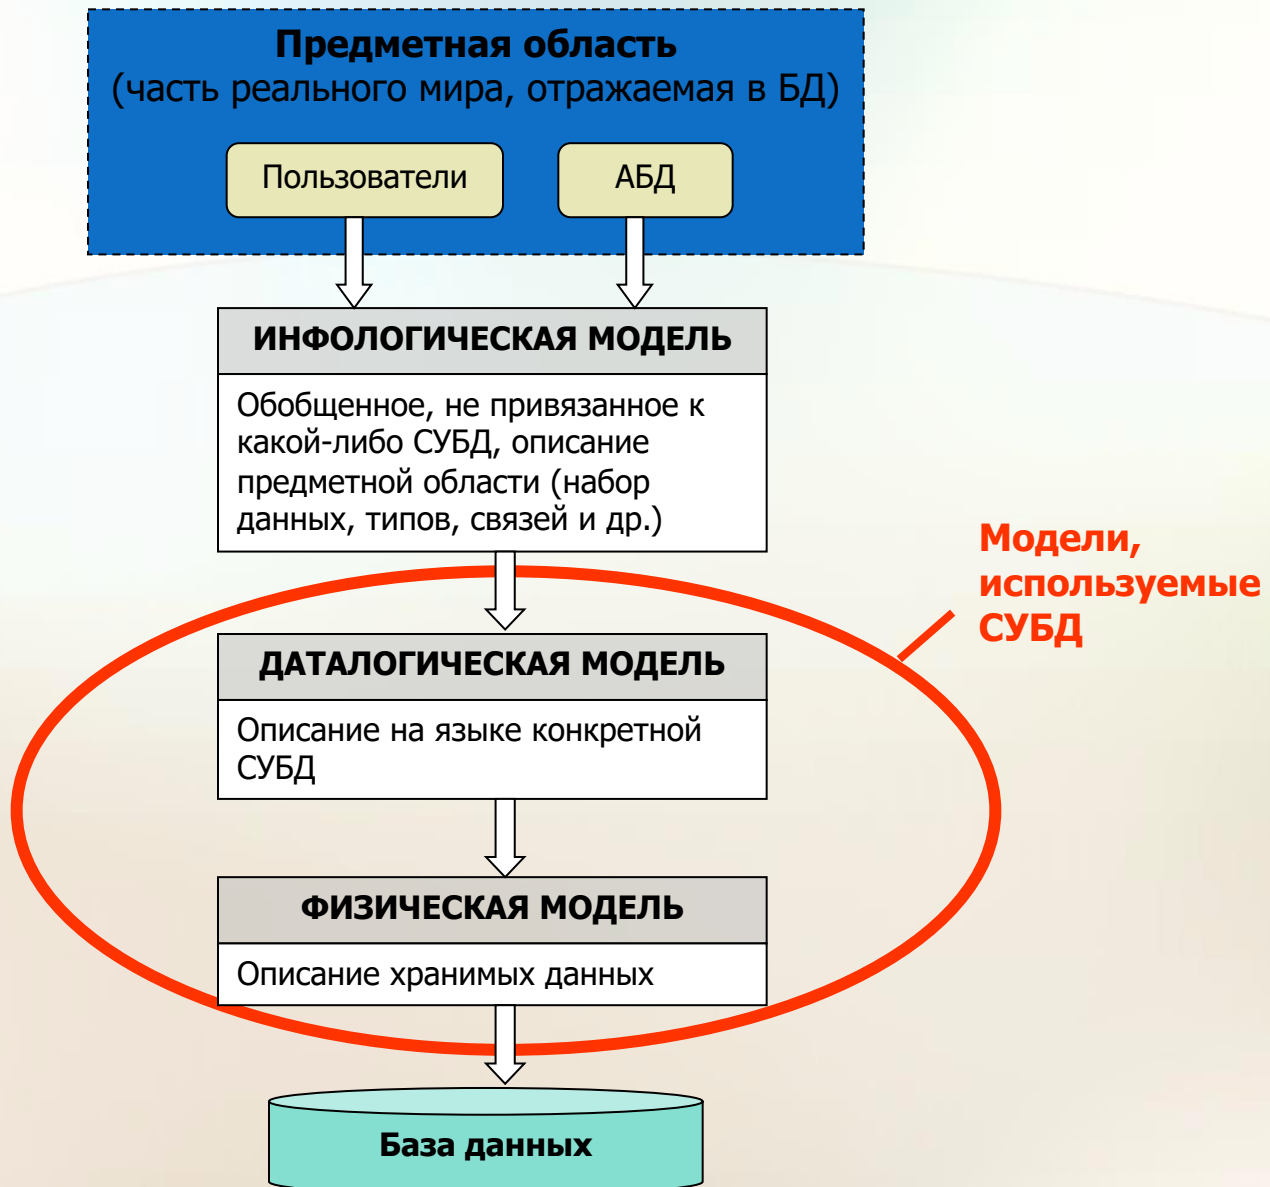 Предметная область
(часть реального мира, отражаемая в БД)
Пользователи
АБД
ИНФОЛОГИЧЕСКАЯ МОДЕЛЬ
Обобщенное, не привязанное к
какой-либо СУБД, описание
предметной области (набор
данных, типов, связей и др.)
Модели,
используемые
СУБД
ДАТАЛОГИЧЕСКАЯ МОДЕЛЬ
Описание на языке конкретной
СУБД
ФИЗИЧЕСКАЯ МОДЕЛЬ
Описание хранимых данных
База данных